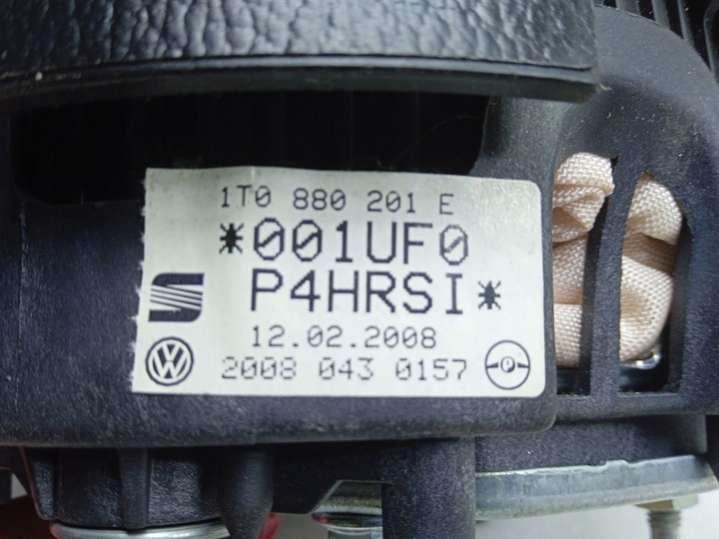 1T0 880 201 E
*001UF0
P4HRSI*
12.02.2008
2008 043 0157